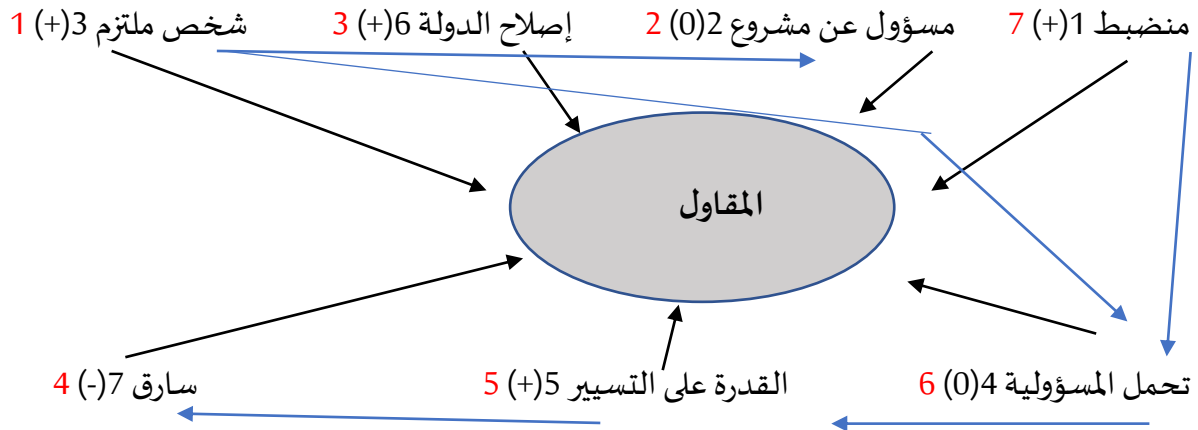 منضبط 1(+) 7
مسؤول عن مشروع 2(0) 2
إصلاح الدولة 6(+) 3
شخص ملتزم 3(+) 1
المقاول
تحمل المسؤولية 4(0) 6
القدرة على التسيير 5(+) 5
سارق 7(-) 4